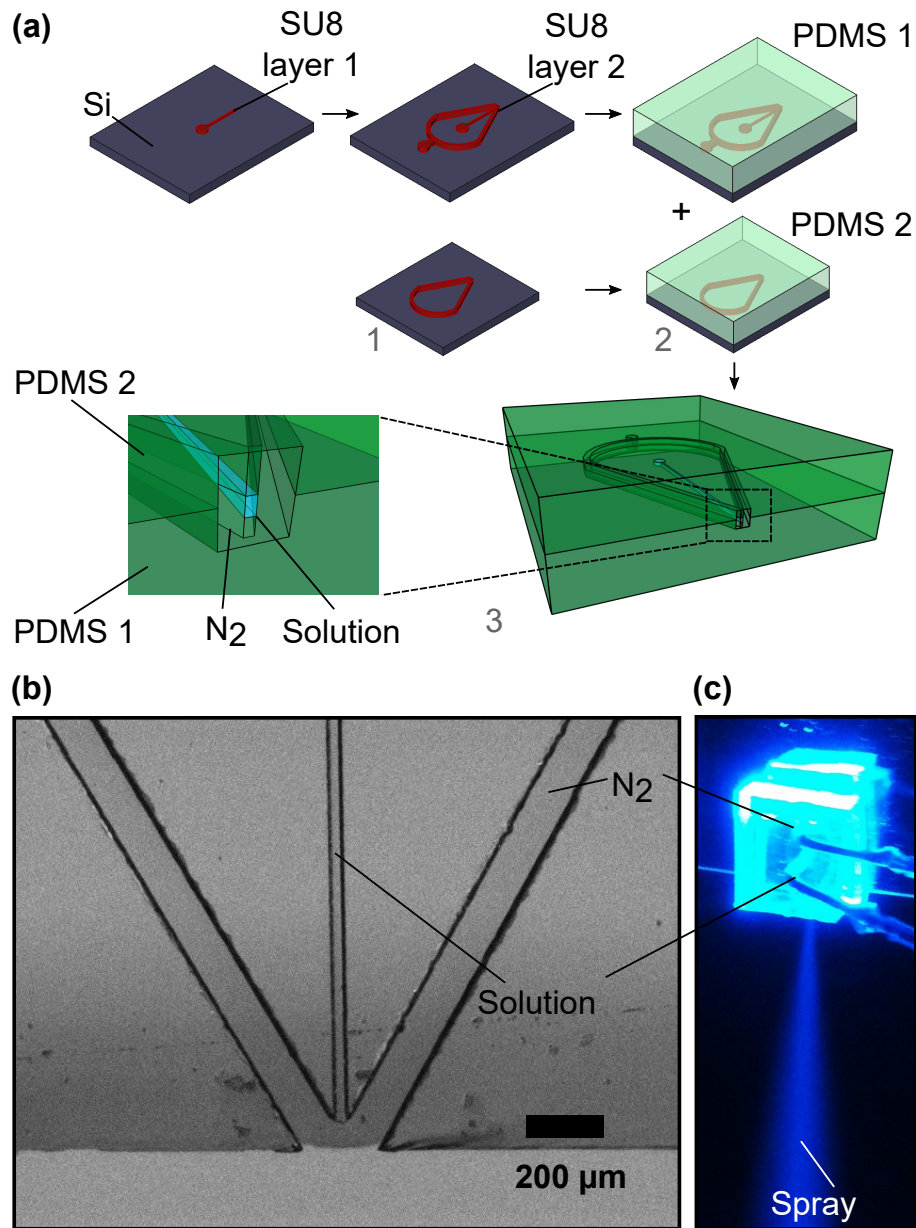 (a)
SU8
layer 1
SU8
layer 2
PDMS 1
Si
+
PDMS 2
1
2
PDMS 2
PDMS 1
N2
Solution
3
(b)
(c)
N2
Solution
200 µm
Spray